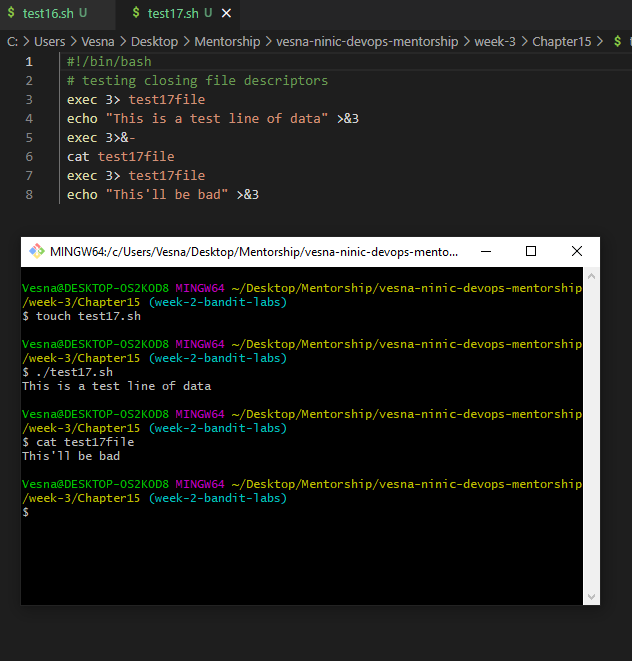 $ test16.sh U $ test17.sh U ×
C: > Users > Vesna > Desktop > Mentorship > vesna-ninic-devops-mentorship > week-3 > Chapter15 > $
1 #!/bin/bash
2 # testing closing file descriptors
3 exec 3> test17file
4 echo "This is a test line of data" >&3
5 exec 3>&-
6 cat test17file
7 exec 3> test17file
8 echo "This'll be bad" >&3
MINGW64:/c/Users/Vesna/Desktop/Mentorship/vesna-ninic-devops-mento...
Vesna@DESKTOP-OS2KOD8 MINGW64 ~/Desktop/Mentorship/vesna-ninic-devops-mentorship
/week-3/Chapter15 (week-2-bandit-labs)
$ touch test17.sh
Vesna@DESKTOP-OS2KOD8 MINGW64 ~/Desktop/Mentorship/vesna-ninic-devops-mentorship
/week-3/Chapter15 (week-2-bandit-labs)
$ ./test17.sh
This is a test line of data
Vesna@DESKTOP-OS2KOD8 MINGW64 ~/Desktop/Mentorship/vesna-ninic-devops-mentorship
/week-3/Chapter15 (week-2-bandit-labs)
$ cat test17file
This'll be bad
Vesna@DESKTOP-OS2KOD8 MINGW64 ~/Desktop/Mentorship/vesna-ninic-devops-mentorship
/week-3/Chapter15 (week-2-bandit-labs)
$